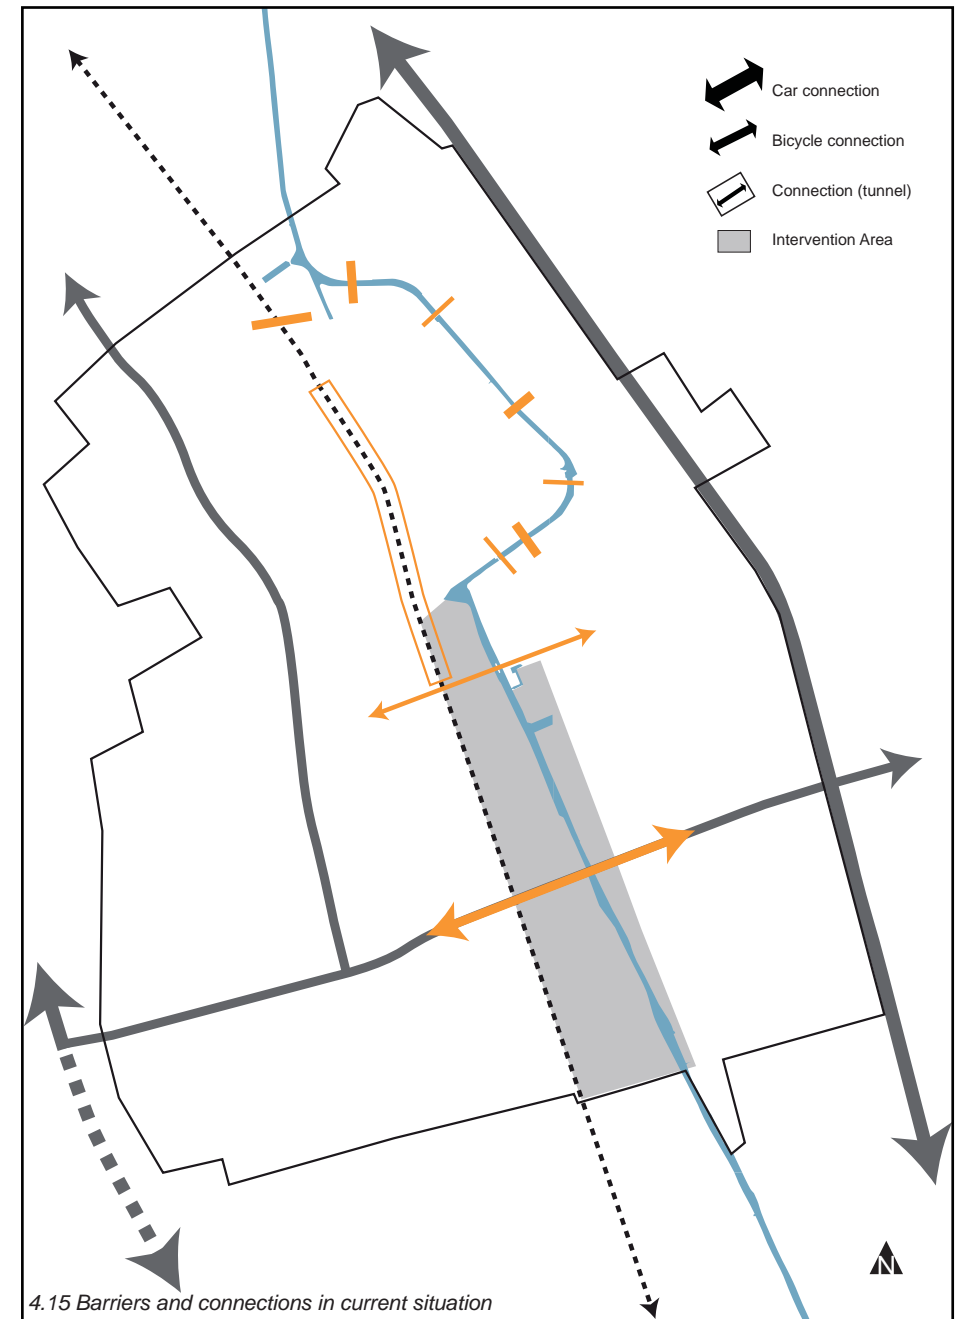 Car connection
Bicycle connection
Connection (tunnel)
Intervention Area
N
4.15 Barriers and connections in current situation